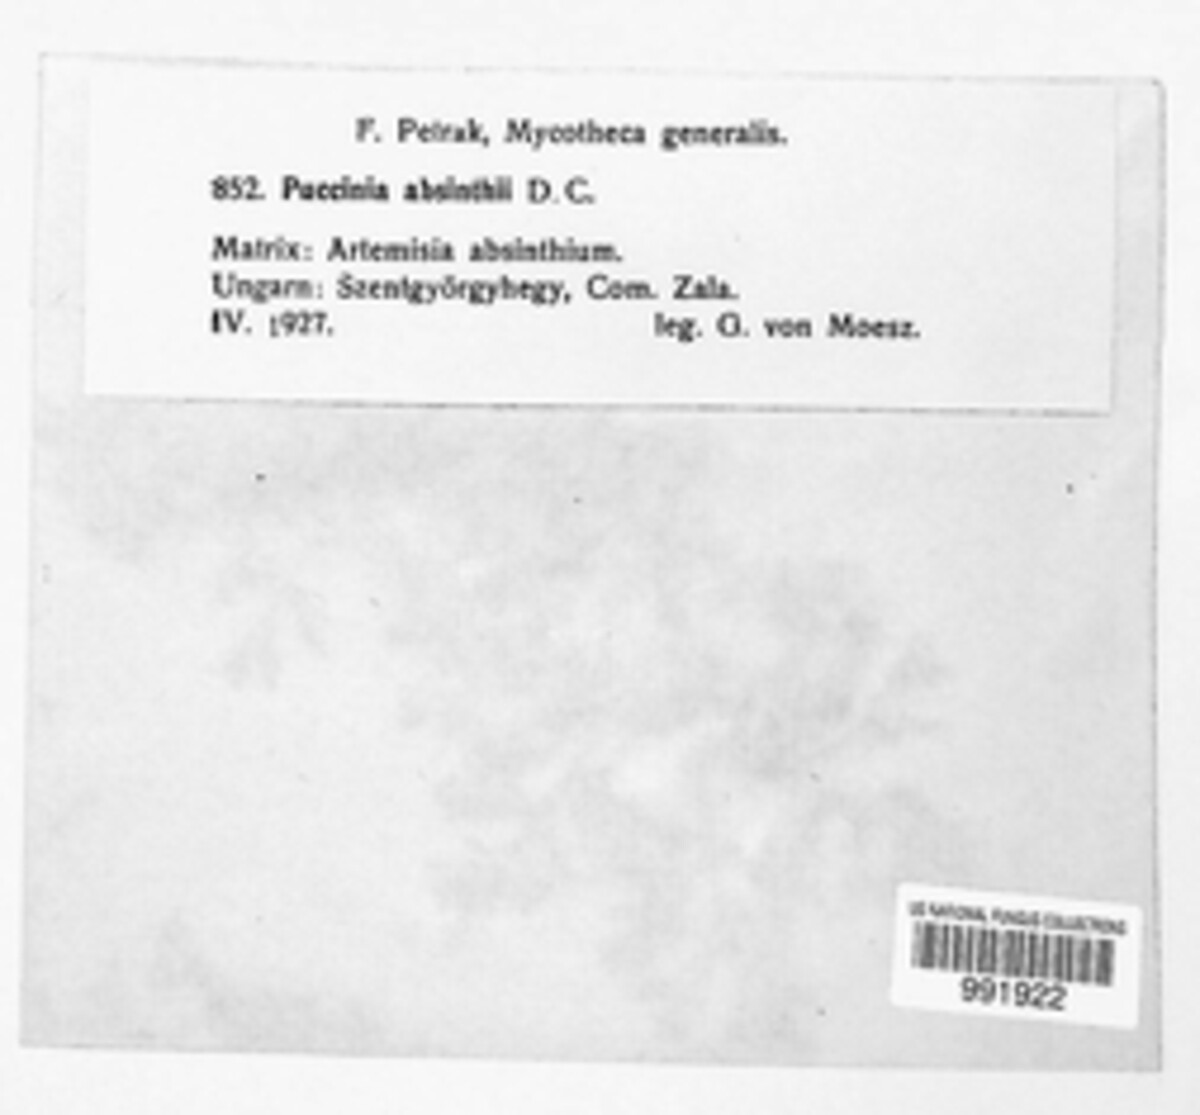 F. Petrak, Mycotheca generalis.
852. Puccinia absinthii D. C.
Matrix: Artemisia absinthium.
Ungarn: Szentgyörgyhegy, Com. Zala.
IV. 1927. leg. G. von Moesz.
US NATIONAL FUNGUS COLLECTIONS
991922